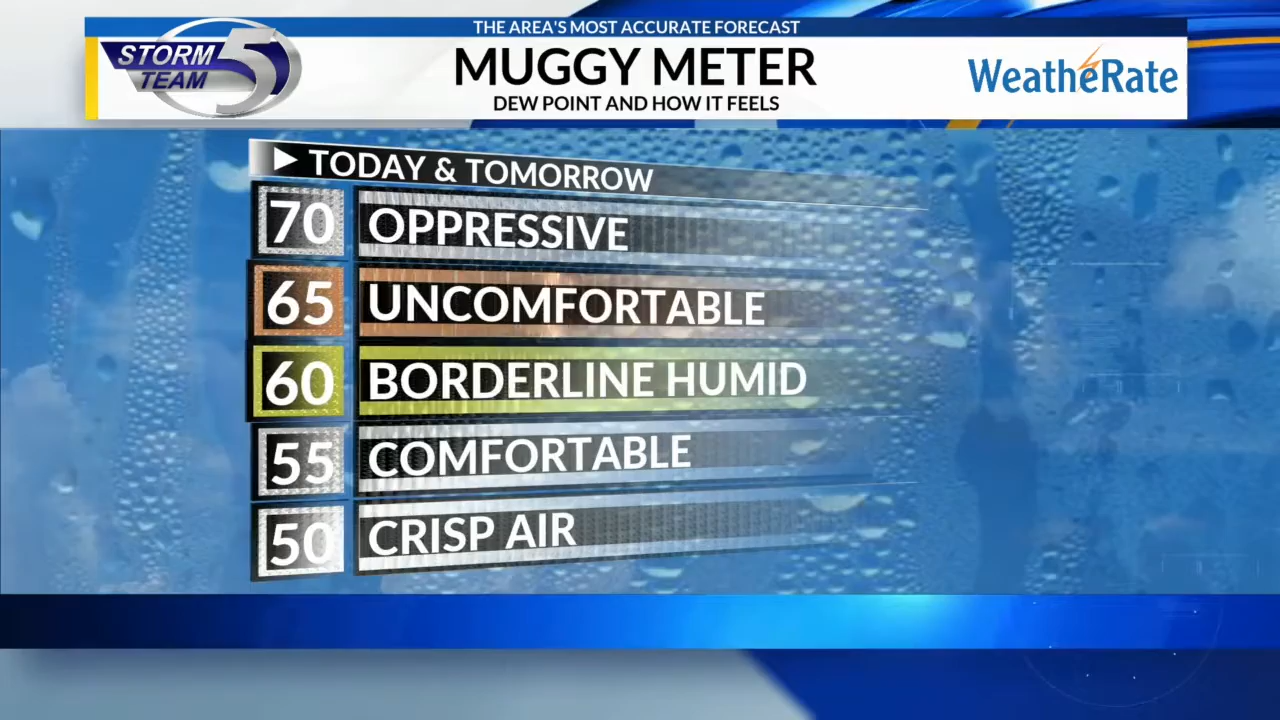 THE AREA'S MOST ACCURATE FORECAST
STORM
TEAM
5
MUGGY METER
WeatheRate
DEW POINT AND HOW IT FEELS
TODAY & TOMORROW
70 OPPRESSIVE
65 UNCOMFORTABLE
60 BORDERLINE HUMID
55 COMFORTABLE
50 CRISP AIR